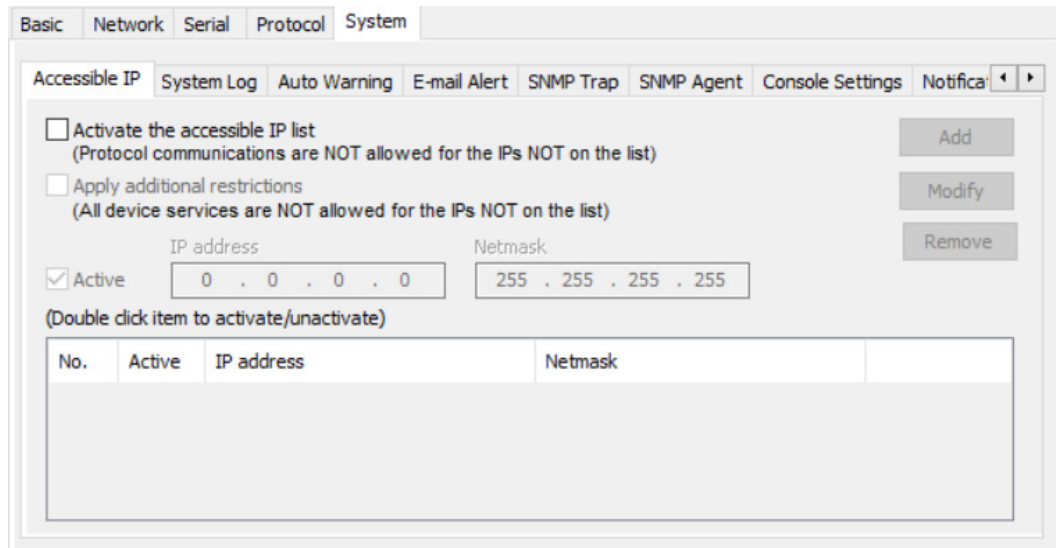 Basic Network Serial Protocol System
Accessible IP System Log Auto Warning E-mail Alert SNMP Trap SNMP Agent Console Settings Notifica
Activate the accessible IP list
(Protocol communications are NOT allowed for the IPs NOT on the list)
Add
Apply additional restrictions
(All device services are NOT allowed for the IPs NOT on the list)
Modify
IP address Netmask
Remove
Active 0 . 0 . 0 . 0 255 . 255 . 255 . 255
(Double click item to activate/unactivate)
No. Active IP address Netmask